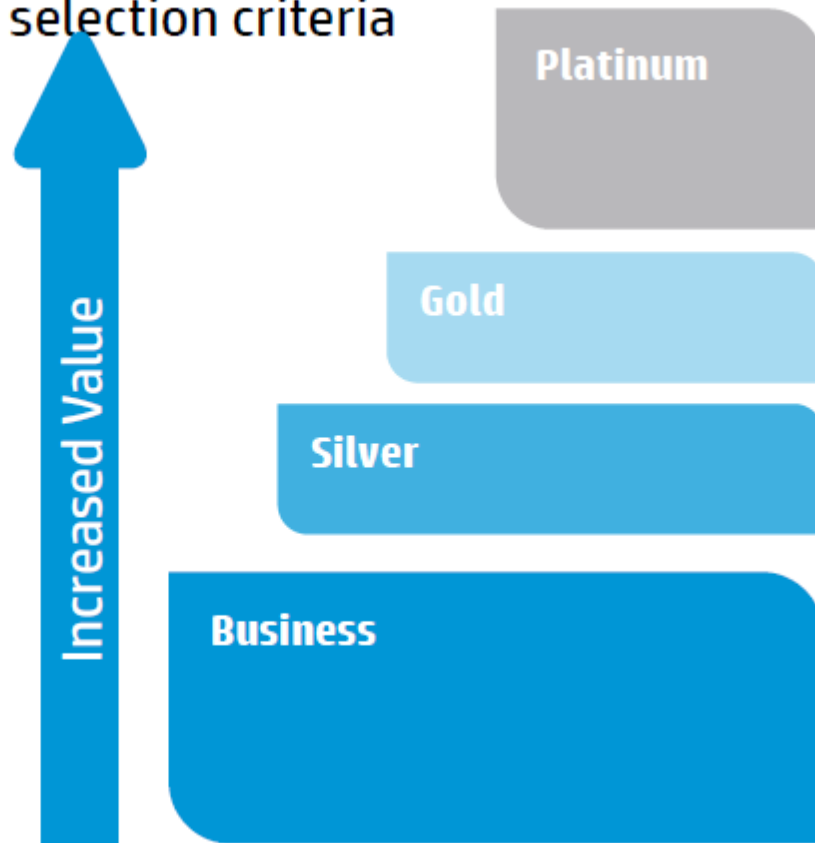 selection criteria
Platinum
Gold
Silver
Business
Increased Value